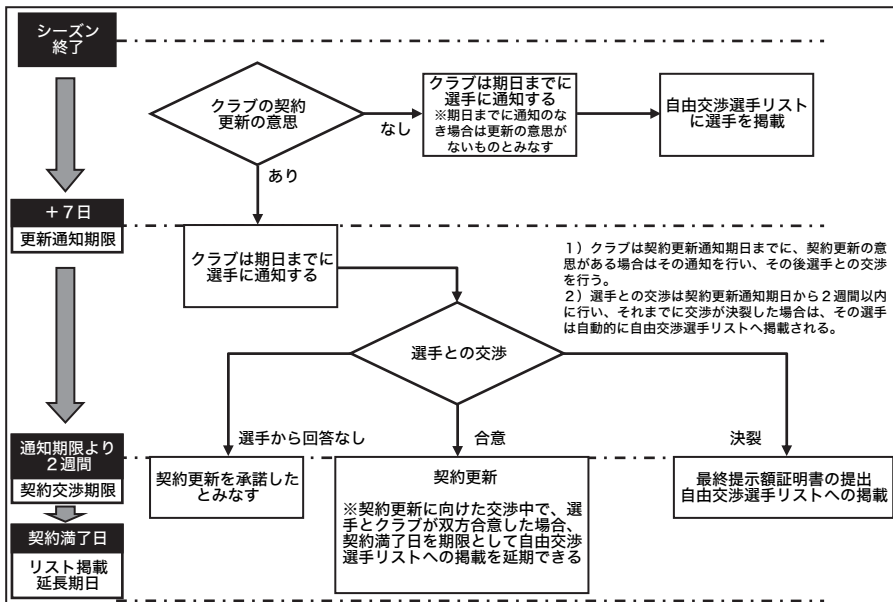 シーズン
終了
クラブの契約
更新の意思
なし
クラブは期日までに
選手に通知する
※期日までに通知のな
き場合は更新の意思が
ないものとみなす
自由交渉選手リスト
に選手を掲載
あり
+7日
更新通知期限
クラブは期日までに
選手に通知する
1)クラブは契約更新通知期日までに、契約更新の意
思がある場合はその通知を行い、その後選手との交渉
を行う。
2)選手との交渉は契約更新通知期日から2週間以内
に行い、それまでに交渉が決裂した場合は、その選手
は自動的に自由交渉選手リストへ掲載される。
選手との交渉
選手から回答なし
合意
決裂
通知期限より
2週間
契約交渉期限
契約更新を承諾した
とみなす
契約更新
※契約更新に向けた交渉中で、選
手とクラブが双方合意した場合、
契約満了日を期限として自由交渉
選手リストへの掲載を延期できる
最終提示額証明書の提出
自由交渉選手リストへの掲載
契約満了日
リスト掲載
延長期日